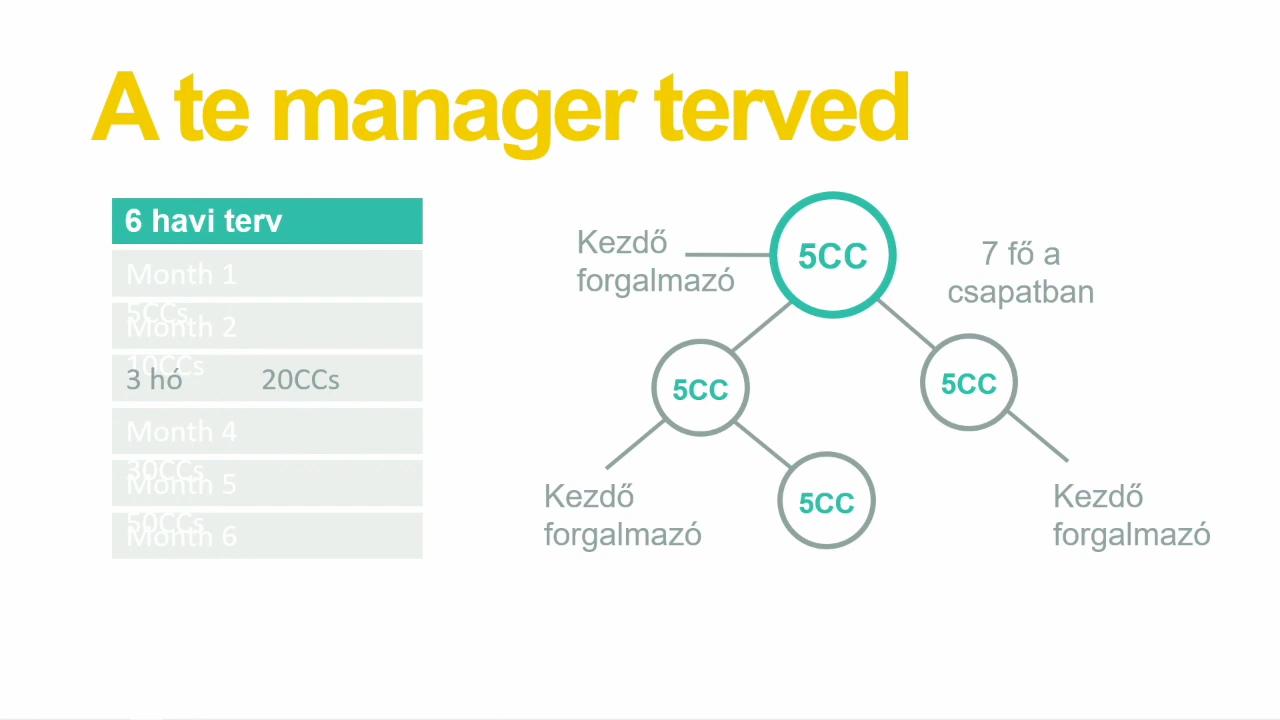 A te manager terved
6 havi terv
Month 1
5CCs
Month 2
10CCs
3 hó 20CCs
Month 4
30CCs
Month 5
50CCs
Month 6
Kezdő
forgalmazó
5CC
7 fő a
csapatban
5CC
5CC
Kezdő
forgalmazó
5CC
Kezdő
forgalmazó